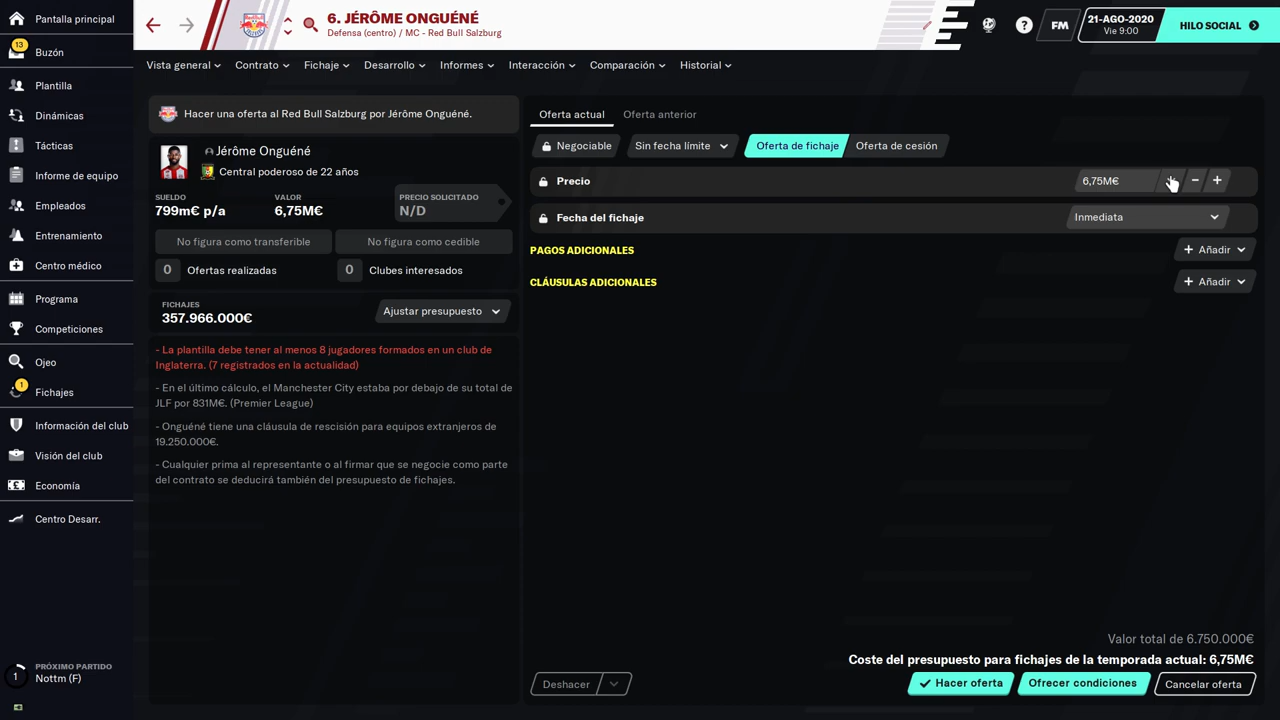 Pantalla principal
13
Buzón
Plantilla
Dinámicas
Tácticas
Informe de equipo
Empleados
Entrenamiento
Centro médico
Programa
Competiciones
Ojeo
1
Fichajes
Información del club
Visión del club
Economía
Centro Desarr.
1
PRÓXIMO PARTIDO
Nottm (F)
6. JÉRÔME ONGUÉNÉ
Defensa (centro) / MC - Red Bull Salzburg
?
FM
21-AGO-2020
Vie 9:00
HILO SOCIAL
Vista general
Contrato
Fichaje
Desarrollo
Informes
Interacción
Comparación
Historial
Hacer una oferta al Red Bull Salzburg por Jérôme Onguéné.
Jérôme Onguéné
Central poderoso de 22 años
SUELDO
799m€ p/a
VALOR
6,75M€
PRECIO SOLICITADO
N/D
No figura como transferible
No figura como cedible
0 Ofertas realizadas
0 Clubes interesados
FICHAJES
357.966.000€
Ajustar presupuesto
- La plantilla debe tener al menos 8 jugadores formados en un club de
Inglaterra. (7 registrados en la actualidad)
- En el último cálculo, el Manchester City estaba por debajo de su total de
JLF por 831M€. (Premier League)
- Onguéné tiene una cláusula de rescisión para equipos extranjeros de
19.250.000€.
- Cualquier prima al representante o al firmar que se negocie como parte
del contrato se deducirá también del presupuesto de fichajes.
Oferta actual
Oferta anterior
Negociable
Sin fecha límite
Oferta de fichaje
Oferta de cesión
Precio
6,75M€
Fecha del fichaje
Inmediata
PAGOS ADICIONALES
+ Añadir
CLÁUSULAS ADICIONALES
+ Añadir
Valor total de 6.750.000€
Coste del presupuesto para fichajes de la temporada actual: 6,75M€
Deshacer
Hacer oferta
Ofrecer condiciones
Cancelar oferta